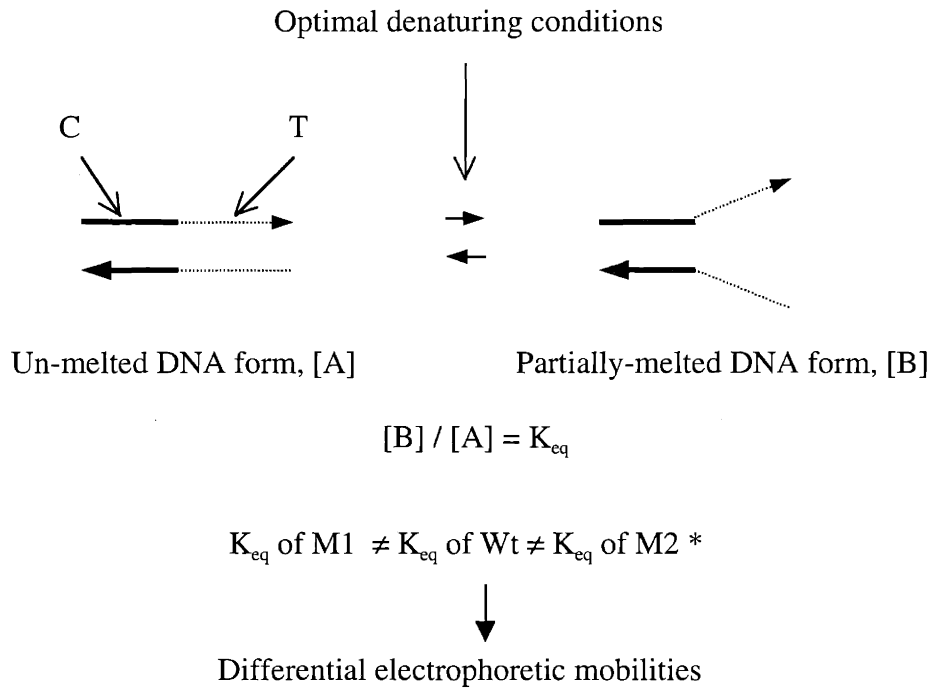 Optimal denaturing conditions
C T
Un-melted DNA form, [A] Partially-melted DNA form, [B]
[B] / [A] = Keq
Keq of M1 ≠ Keq of Wt ≠ Keq of M2 *
Differential electrophoretic mobilities